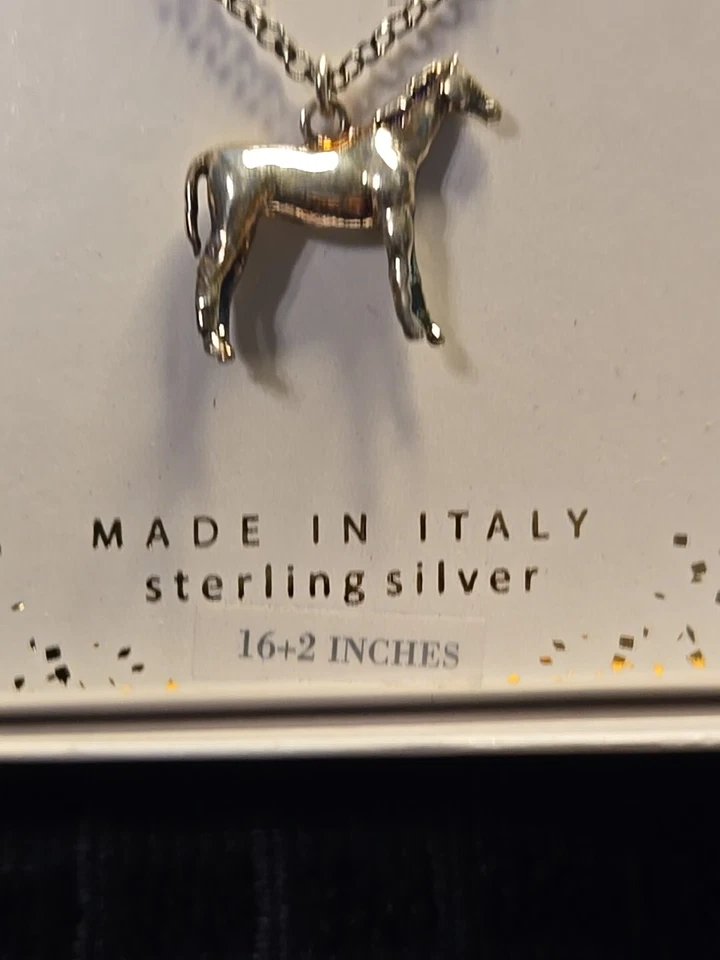 MADE IN ITALY
sterling silver
16+2 INCHES